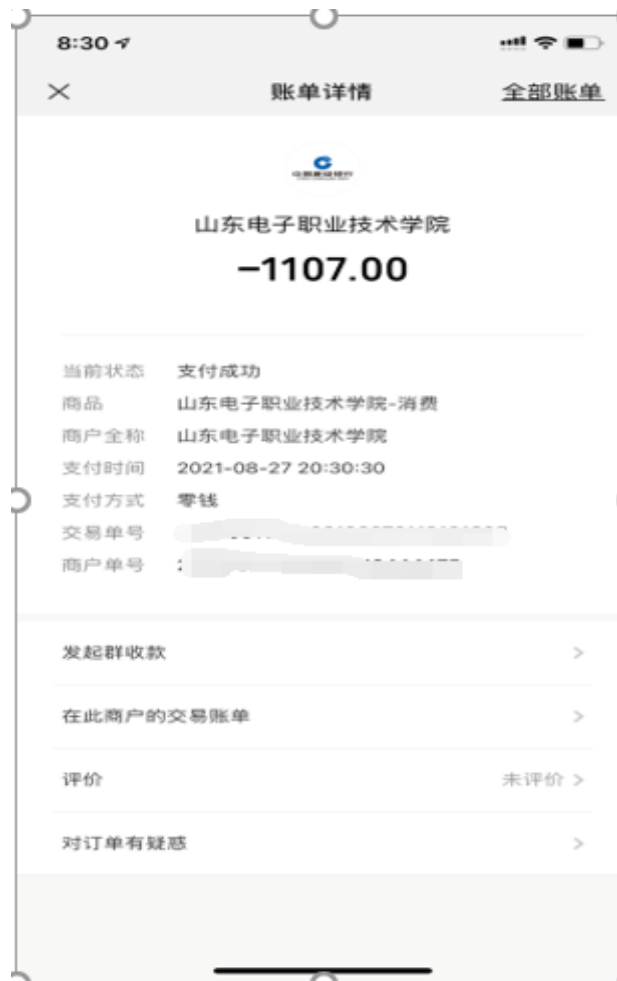 8:30
账单详情
全部账单
山东电子职业技术学院
-1107.00
当前状态 支付成功
商品 山东电子职业技术学院-消费
商户全称 山东电子职业技术学院
支付时间 2021-08-27 20:30:30
支付方式 零钱
交易单号
商户单号
发起群收款
在此商户的交易账单
评价 未评价
对订单有疑惑